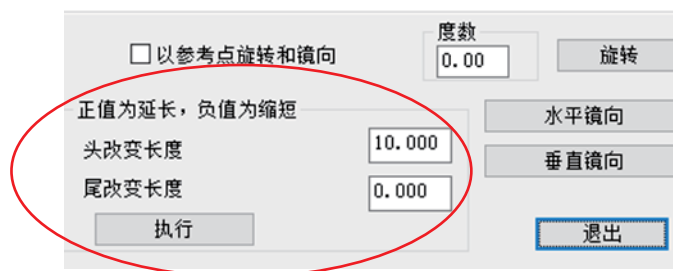 度数
以参考点旋转和镜向
0.00
旋转
正值为延长，负值为缩短
水平镜向
头改变长度
10.000
垂直镜向
尾改变长度
0.000
执行
退出